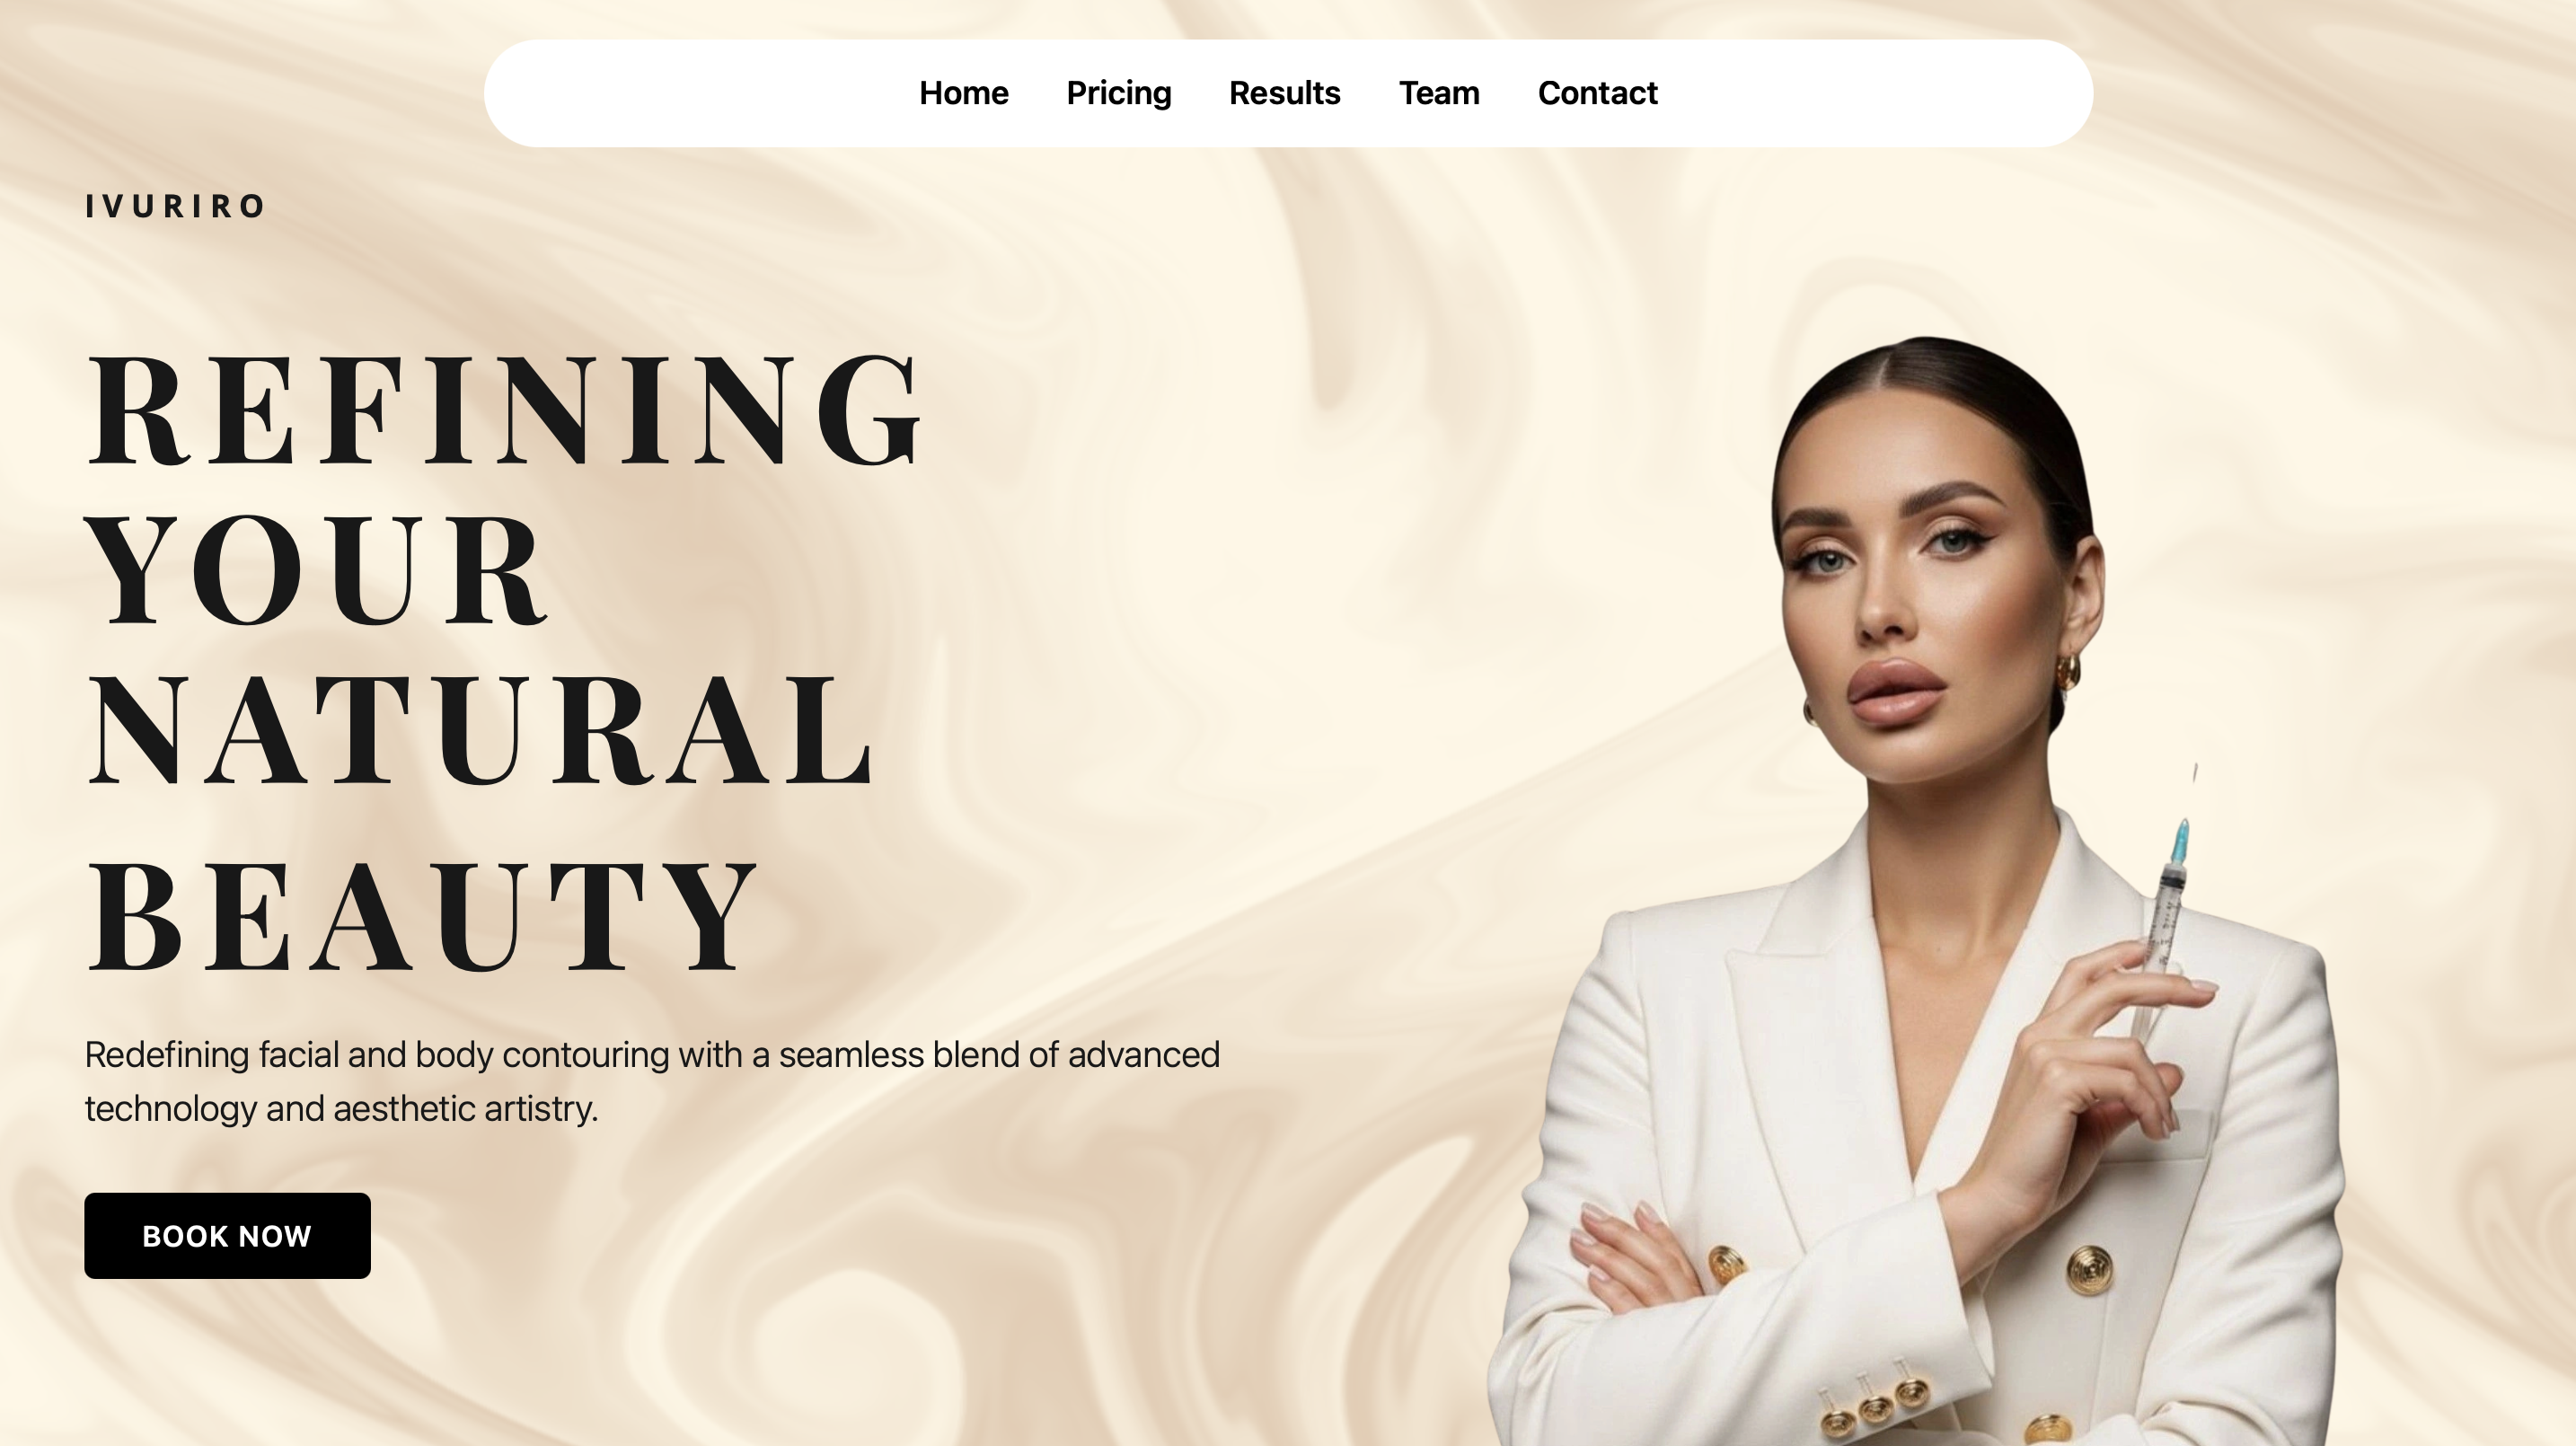 Home Pricing Results Team Contact
IVURIRO
REFINING
YOUR
NATURAL
BEAUTY
Redefining facial and body contouring with a seamless blend of advanced
technology and aesthetic artistry.
BOOK NOW